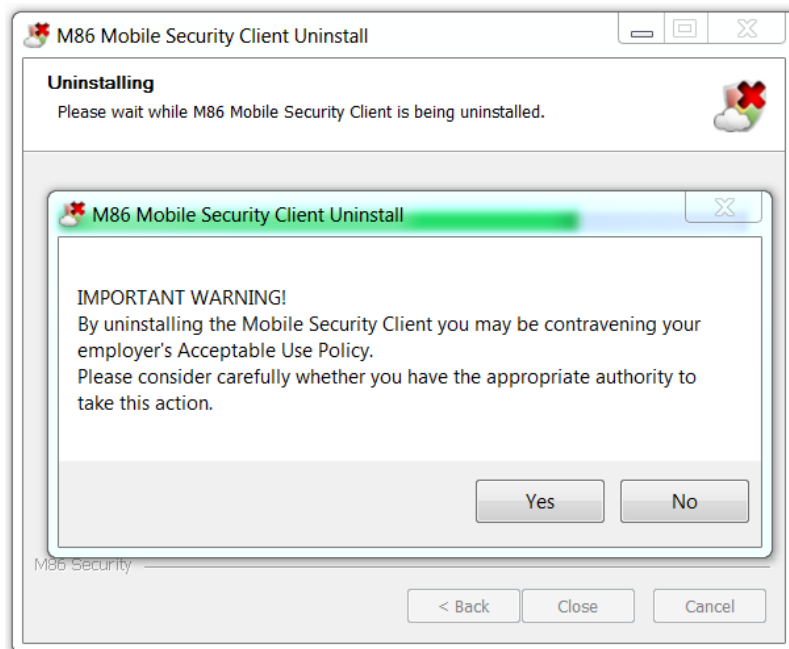 M86 Mobile Security Client Uninstall
Uninstalling
Please wait while M86 Mobile Security Client is being uninstalled.
M86 Mobile Security Client Uninstall
IMPORTANT WARNING!
By uninstalling the Mobile Security Client you may be contravening your
employer's Acceptable Use Policy.
Please consider carefully whether you have the appropriate authority to
take this action.
Yes No
M86 Security
< Back Close Cancel